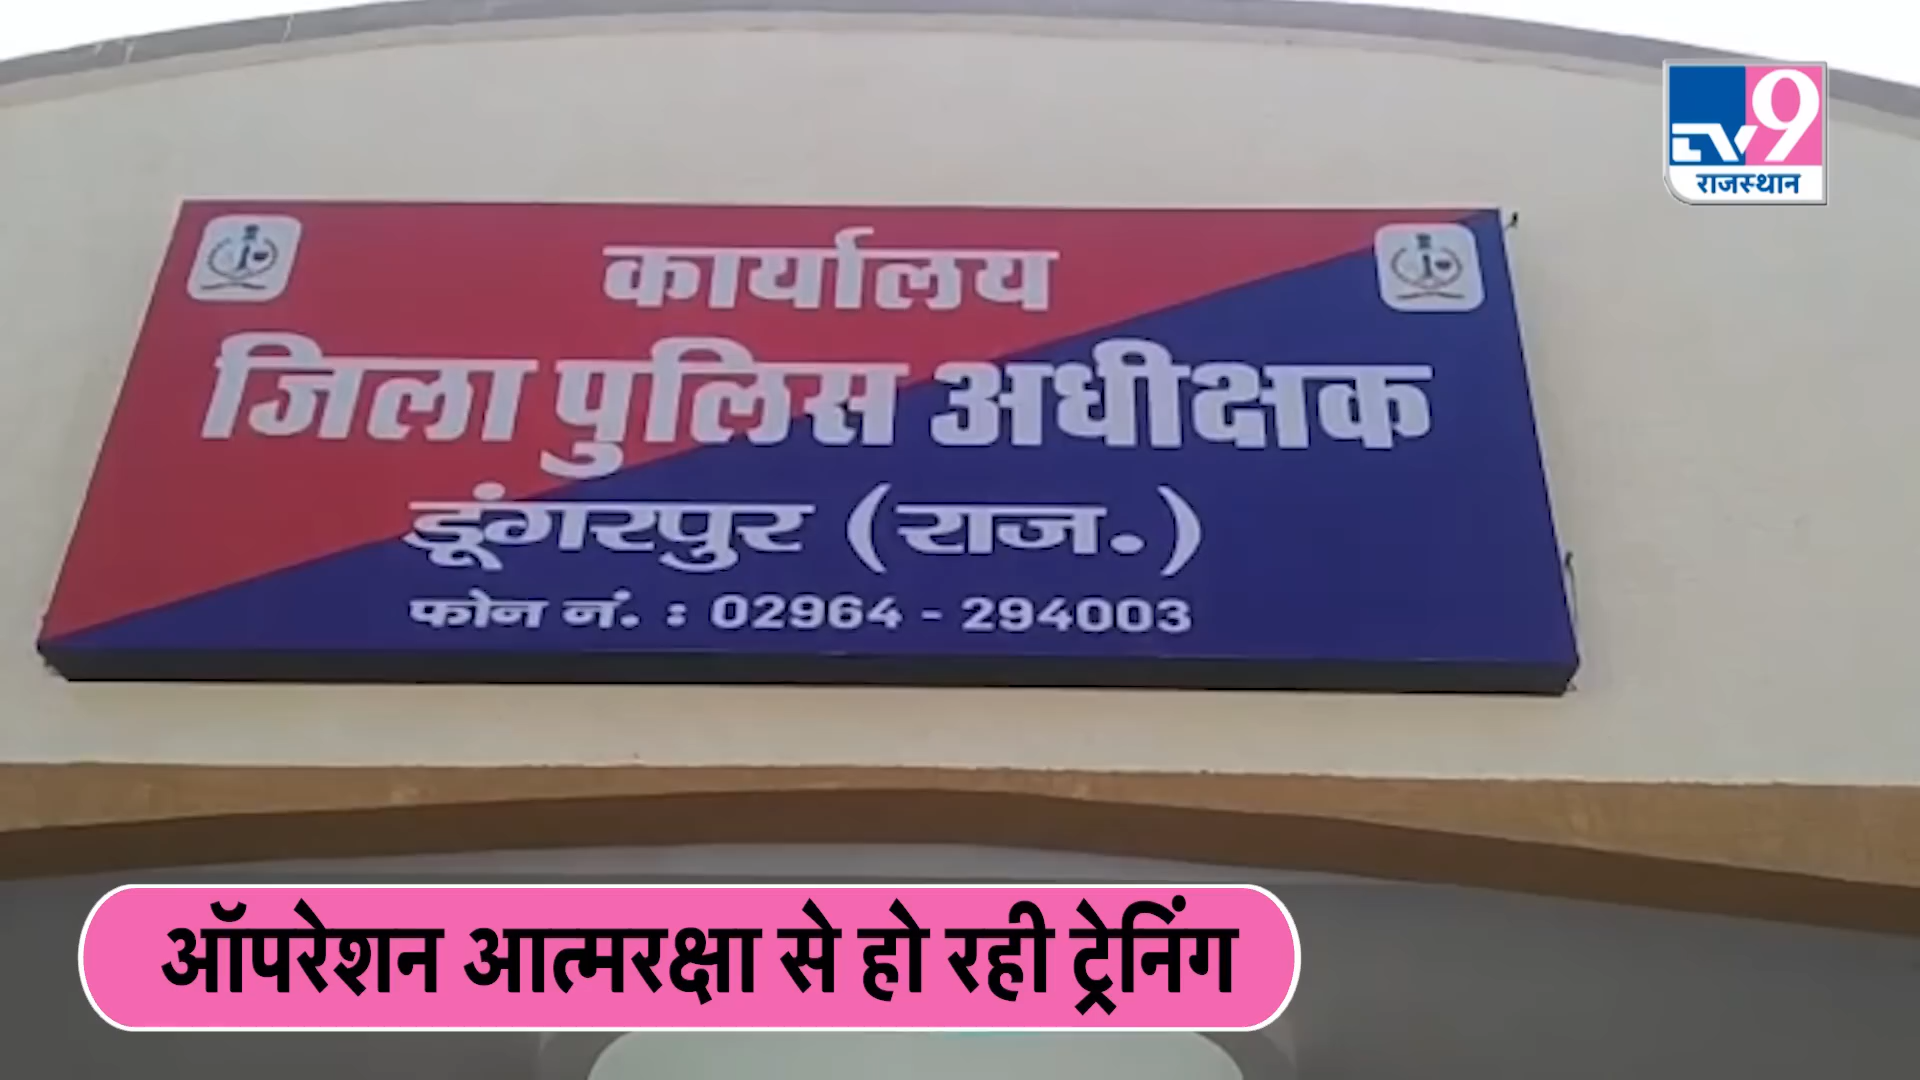 TV9
राजस्थान
कार्यालय
जिला पुलिस अधीक्षक
डूंगरपुर (राज.)
फोन नं. : 02964 - 294003
ऑपरेशन आत्मरक्षा से हो रही ट्रेनिंग